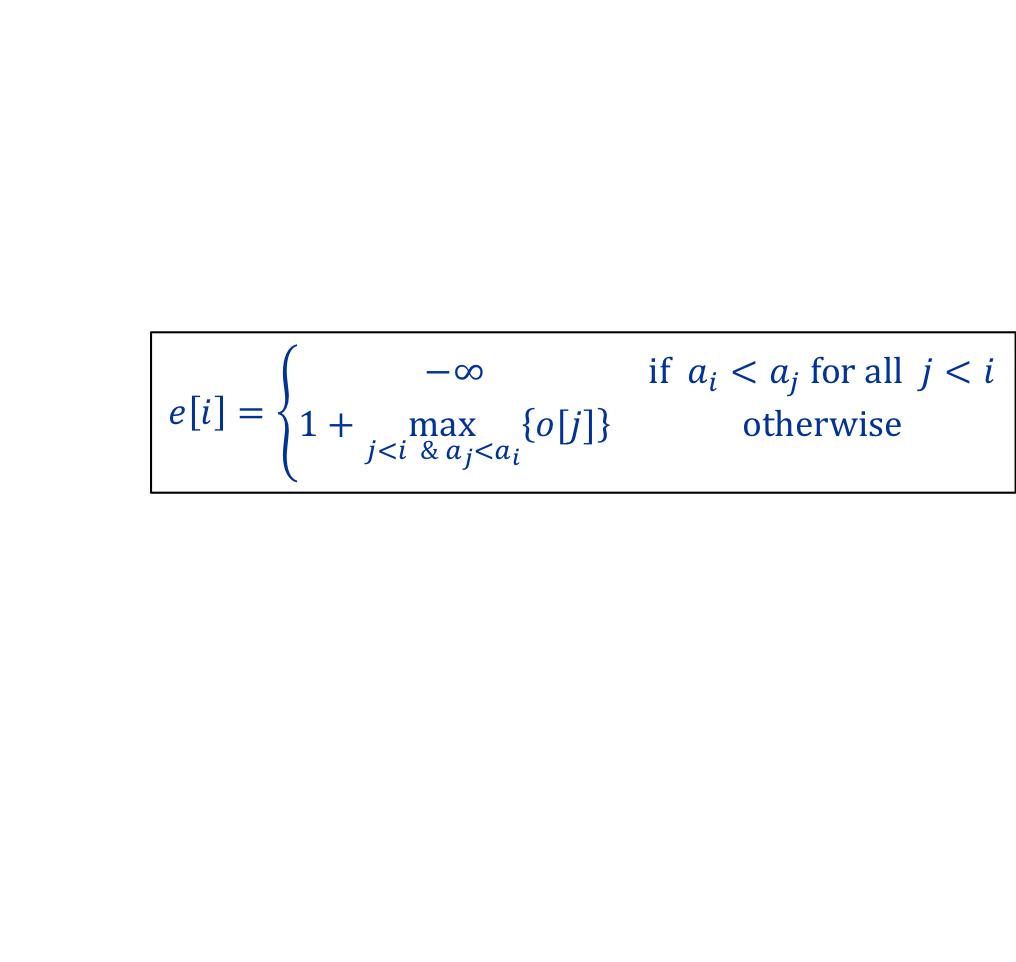 e[i] = { −∞ if a_i < a_j for all j < i
1 + max_{j<i & a_j<a_i} {o[j]} otherwise